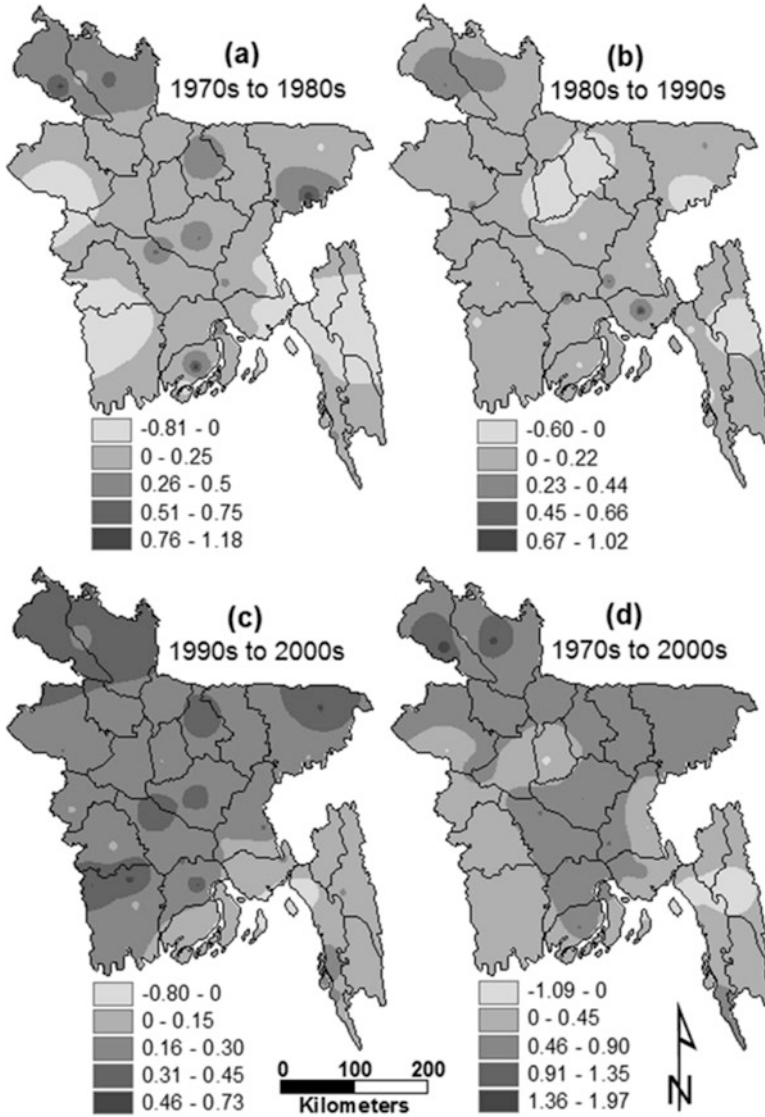 (a)
1970s to 1980s
-0.81 - 0
0 - 0.25
0.26 - 0.5
0.51 - 0.75
0.76 - 1.18
(b)
1980s to 1990s
-0.60 - 0
0 - 0.22
0.23 - 0.44
0.45 - 0.66
0.67 - 1.02
(c)
1990s to 2000s
-0.80 - 0
0 - 0.15
0.16 - 0.30
0.31 - 0.45
0.46 - 0.73
0 100 200
Kilometers
(d)
1970s to 2000s
-1.09 - 0
0 - 0.45
0.46 - 0.90
0.91 - 1.35
1.36 - 1.97
N